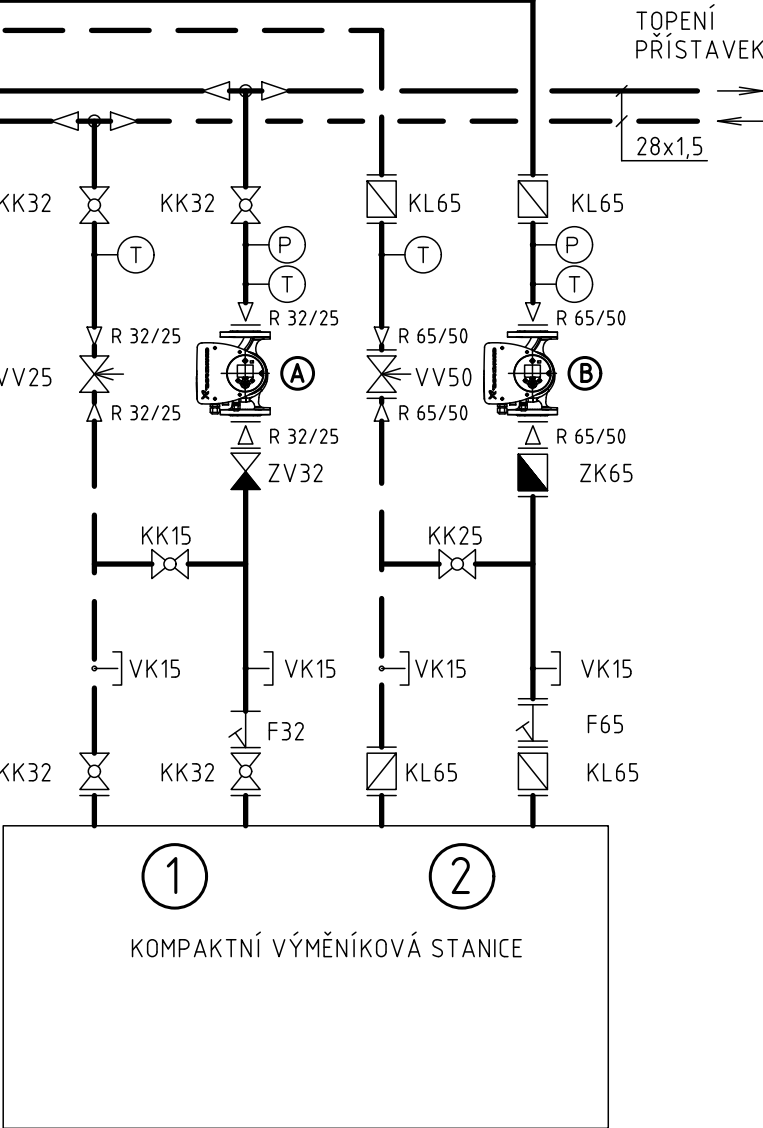 TOPENÍ
PŘÍSTAVEK
28x1,5
KK32 KK32 KL65 KL65
P
T T
T T
R 32/25 R 65/50
R 32/25 R 65/50
VV25 A VV50 B
R 32/25 R 65/50
R 32/25 R 65/50
ZV32 ZK65
KK15 KK25
VK15 VK15 VK15 VK15
F32 F65
KK32 KK32 KL65 KL65
1 2
KOMPAKTNÍ VÝMĚNÍKOVÁ STANICE